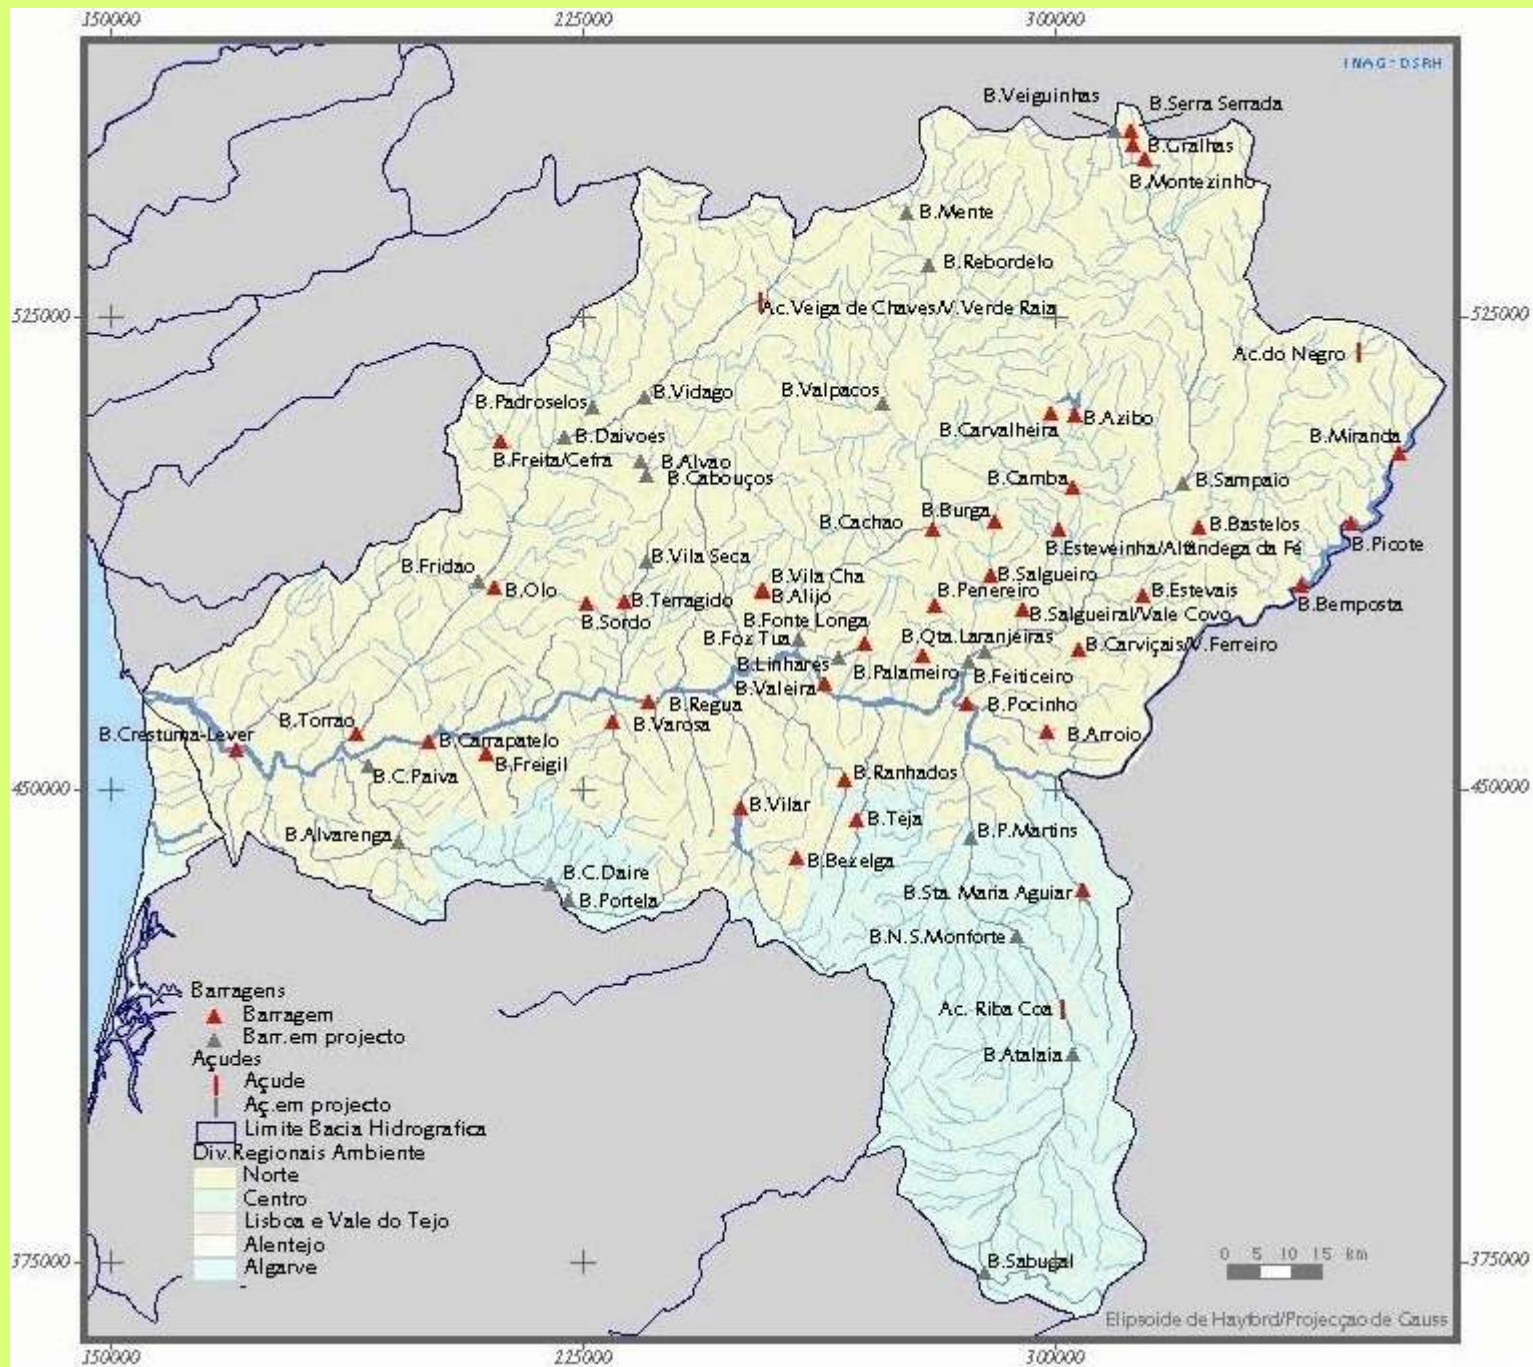 150000
225000
300000
INAG-DSRH
B.Veiguinhas
B.Serra Serrada
B.Gralhas
B.Montezinho
B.Mente
B.Rebordelo
525000
Ac.Veiga de Chaves/V.Verde Raia
525000
Ac.do Negro
B.Vidago
B.Valpacos
B.Padroselos
B.Azibo
B.Carvalheira
B.Daivoes
B.Miranda
B.Freita/Cefra
B.Alvao
B.Cabouços
B.Camba
B.Sampaio
B.Burga
B.Cachao
B.Bastelos
B.Esteveinha/Alfândega da Fé
B.Picote
B.Vila Seca
B.Fridao
B.Vila Cha
B.Salgueiro
B.Olo
B.Alijo
B.Penereiro
B.Estevais
B.Terragido
B.Bemposta
B.Sordo
B.Fonte Longa
B.Salgueiral/Vale Covo
B.Foz Tua
B.Qta.Laranjeiras
B.Carviçais/V.Ferreiro
B.Linhares
B.Palameiro
B.Feiticeiro
B.Valeira
B.Regua
B.Pocinho
B.Torrao
B.Varosa
B.Crestuma-Lever
B.Carrapatelo
B.Arroio
B.Freigil
B.C.Paiva
B.Ranhados
450000
450000
B.Vilar
B.Teja
B.P.Martins
B.Alvarenga
B.Bezelga
B.C.Daire
B.Sta. Maria Aguiar
B.Portela
B.N.S.Monforte
Barragens
Barragem
Ac. Riba Coa
Barr.em projecto
B.Atalaia
Açudes
Açude
Aç.em projecto
Limite Bacia Hidrografica
Div.Regionais Ambiente
Norte
Centro
Lisboa e Vale do Tejo
Alentejo
Algarve
375000
B.Sabugal
0 5 10 15 km
375000
Elipsoide de Hayford/Projecçao de Gauss
150000
225000
300000